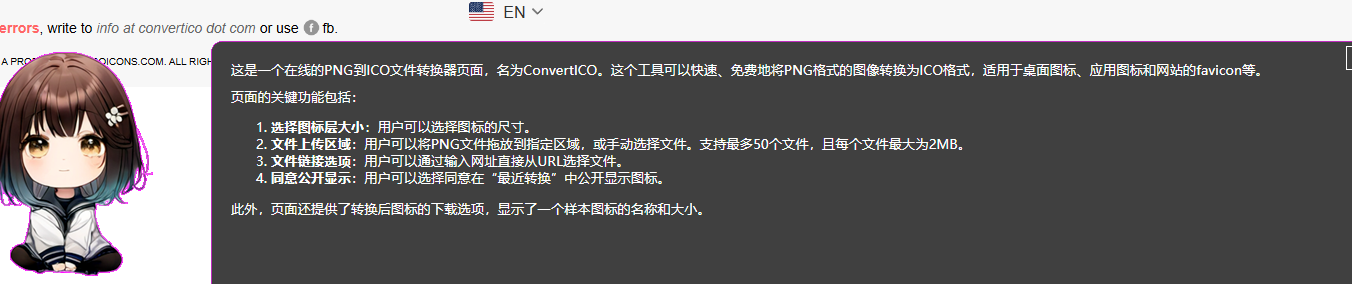 EN
errors, write to info at convertico dot com or use fb.
A PRO OICONS.COM. ALL RIGH
这是一个在线的PNG到ICO文件转换器页面，名为ConvertICO。这个工具可以快速、免费地将PNG格式的图像转换为ICO格式，适用于桌面图标、应用图标和网站的favicon等。
页面的关键功能包括：
1. 选择图标层大小：用户可以选择图标的尺寸。
2. 文件上传区域：用户可以将PNG文件拖放到指定区域，或手动选择文件。支持最多50个文件，且每个文件最大为2MB。
3. 文件链接选项：用户可以通过输入网址直接从URL选择文件。
4. 同意公开显示：用户可以选择同意在“最近转换”中公开显示图标。
此外，页面还提供了转换后图标的下载选项，显示了一个样本图标的名称和大小。